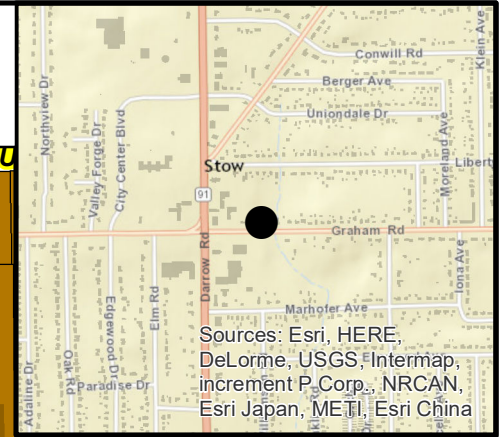 Conwill Rd
Klein Ave
Berger Ave
Northview Dr
Uniondale Dr
Valley Forge Dr
City Center Blvd
Moreland Ave
U
Stow
Libert
91
Graham Rd
Darrow Rd
Iona Ave
Elm Rd
Edgewood Dr
Marhofer Ave
Oak Rd
Adaline Dr
Paradise Dr
Sources: Esri, HERE,
DeLorme, USGS, Intermap,
increment P Corp., NRCAN,
Esri Japan, METI, Esri China